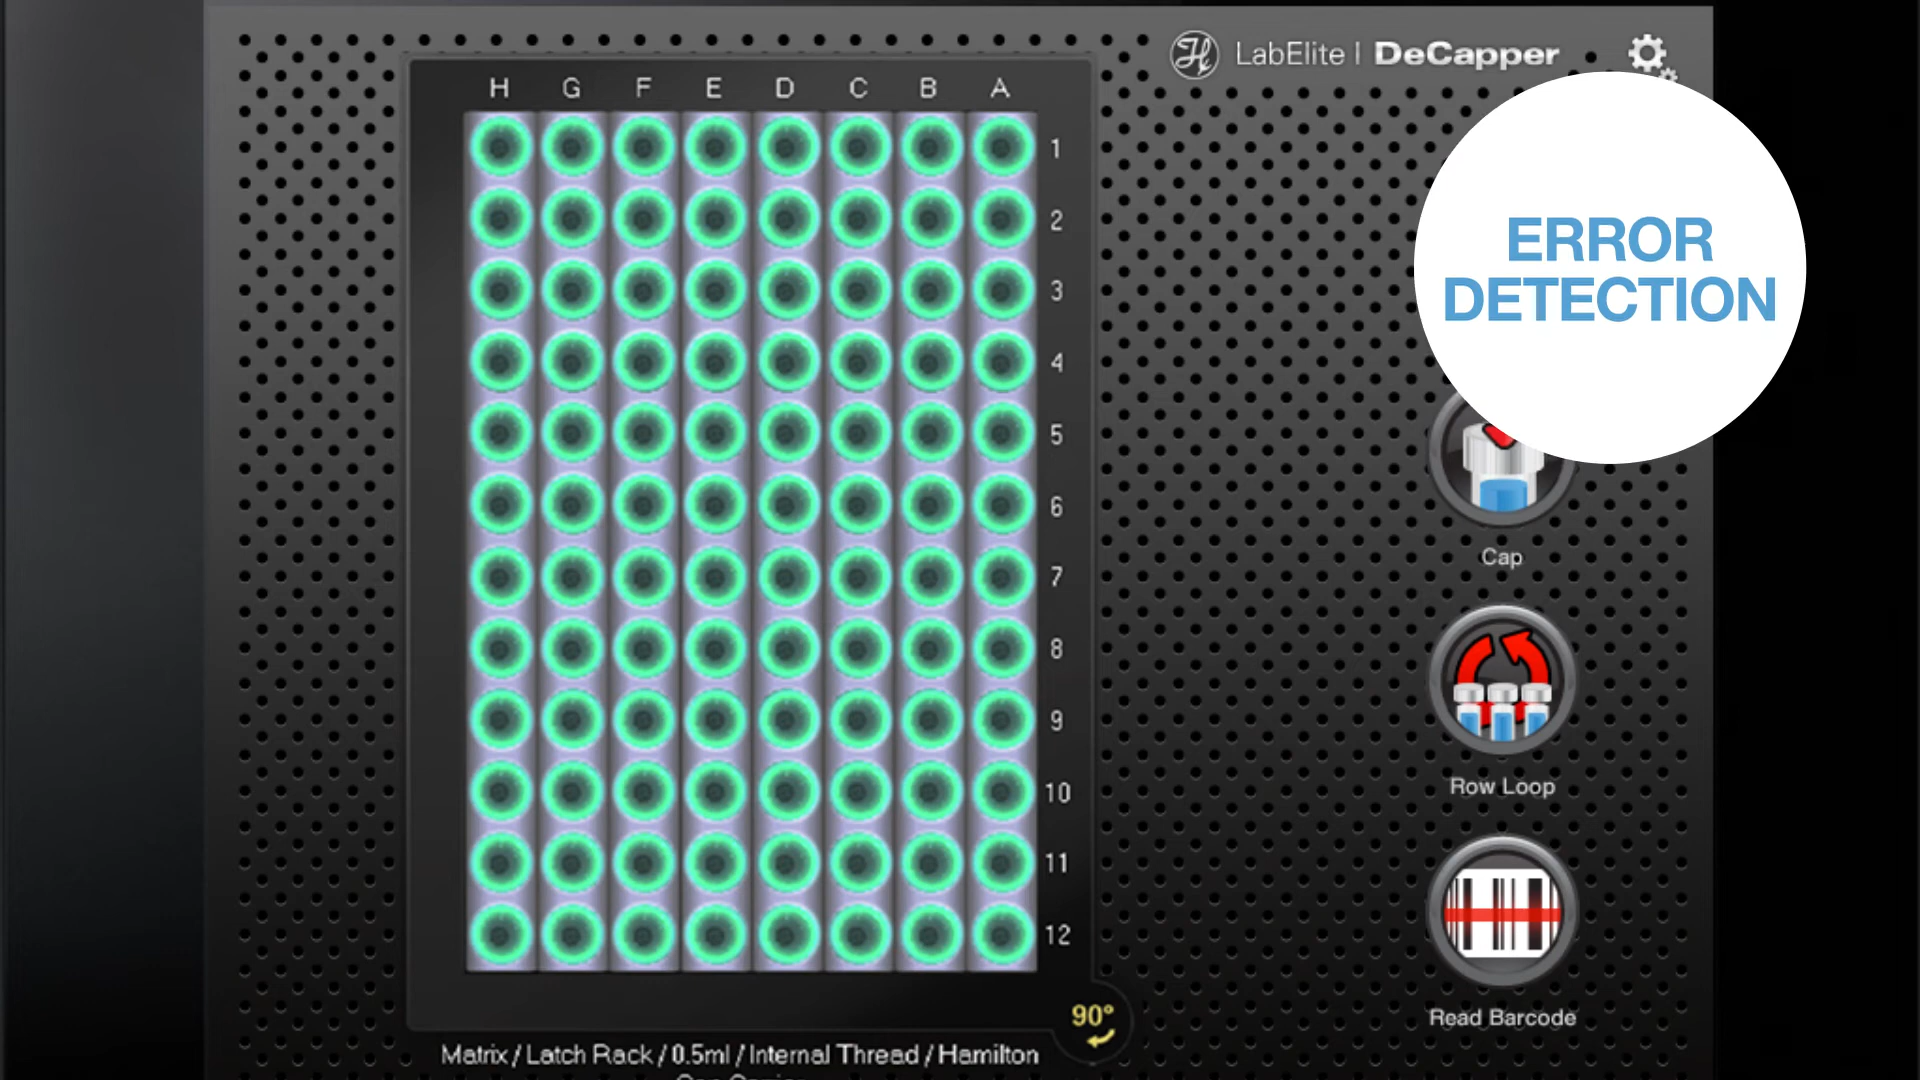 LabElite | DeCapper
H G F E D C B A
1
2
3
4
5
6
7
8
9
10
11
12
ERROR
DETECTION
Cap
Row Loop
Read Barcode
90°
Matrix / Latch Rack / 0.5ml / Internal Thread / Hamilton